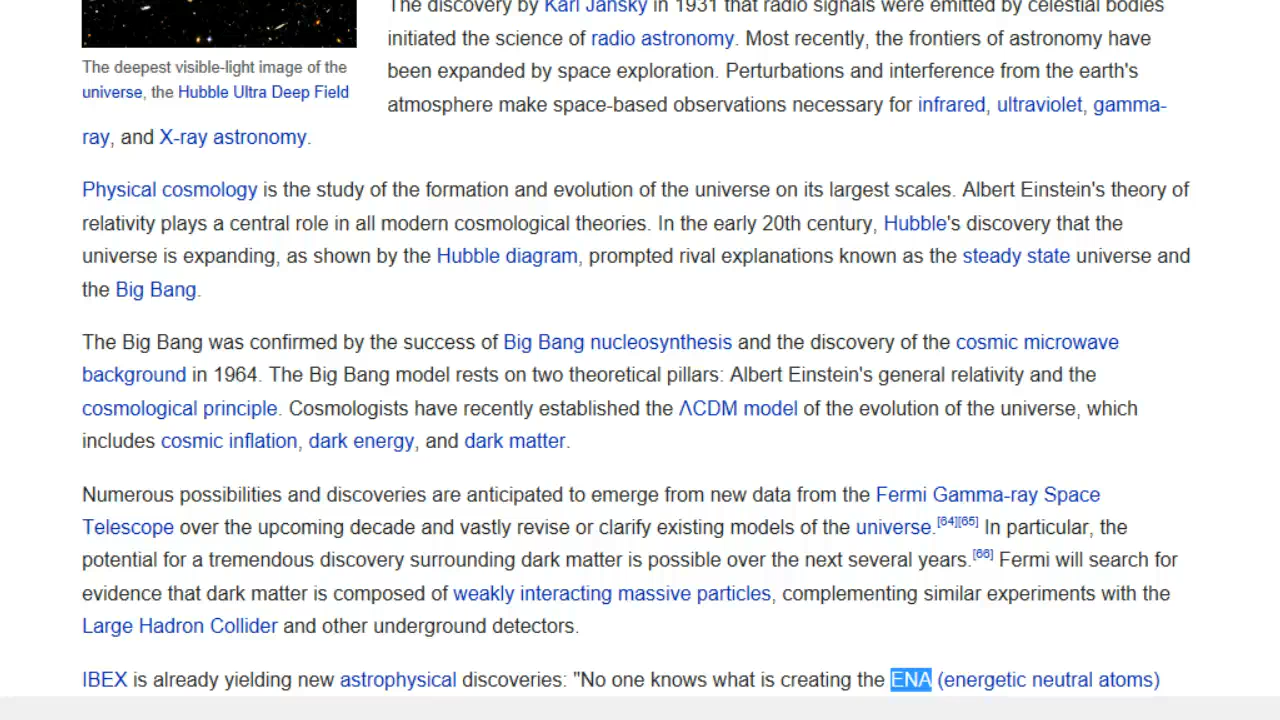 The discovery by Karl Jansky in 1931 that radio signals were emitted by celestial bodies
initiated the science of radio astronomy. Most recently, the frontiers of astronomy have
been expanded by space exploration. Perturbations and interference from the earth's
atmosphere make space-based observations necessary for infrared, ultraviolet, gamma-
The deepest visible-light image of the
universe, the Hubble Ultra Deep Field
ray, and X-ray astronomy.
Physical cosmology is the study of the formation and evolution of the universe on its largest scales. Albert Einstein's theory of
relativity plays a central role in all modern cosmological theories. In the early 20th century, Hubble's discovery that the
universe is expanding, as shown by the Hubble diagram, prompted rival explanations known as the steady state universe and
the Big Bang.
The Big Bang was confirmed by the success of Big Bang nucleosynthesis and the discovery of the cosmic microwave
background in 1964. The Big Bang model rests on two theoretical pillars: Albert Einstein's general relativity and the
cosmological principle. Cosmologists have recently established the ΛCDM model of the evolution of the universe, which
includes cosmic inflation, dark energy, and dark matter.
Numerous possibilities and discoveries are anticipated to emerge from new data from the Fermi Gamma-ray Space
Telescope over the upcoming decade and vastly revise or clarify existing models of the universe.[64][65] In particular, the
potential for a tremendous discovery surrounding dark matter is possible over the next several years.[66] Fermi will search for
evidence that dark matter is composed of weakly interacting massive particles, complementing similar experiments with the
Large Hadron Collider and other underground detectors.
IBEX is already yielding new astrophysical discoveries: "No one knows what is creating the ENA (energetic neutral atoms)